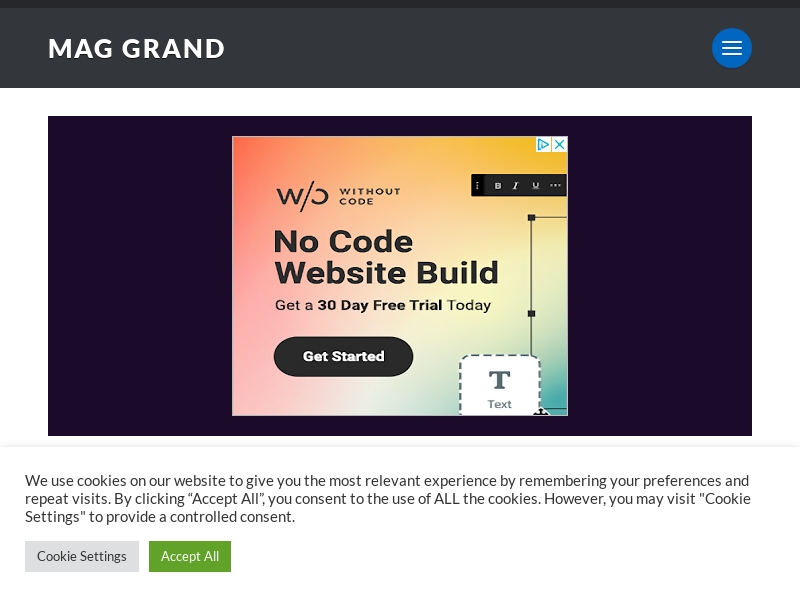 MAG GRAND
B I U
W/O WITHOUT
CODE
No Code
Website Build
Get a 30 Day Free Trial Today
Get Started
T
Text
We use cookies on our website to give you the most relevant experience by remembering your preferences and
repeat visits. By clicking “Accept All”, you consent to the use of ALL the cookies. However, you may visit "Cookie
Settings" to provide a controlled consent.
Cookie Settings
Accept All